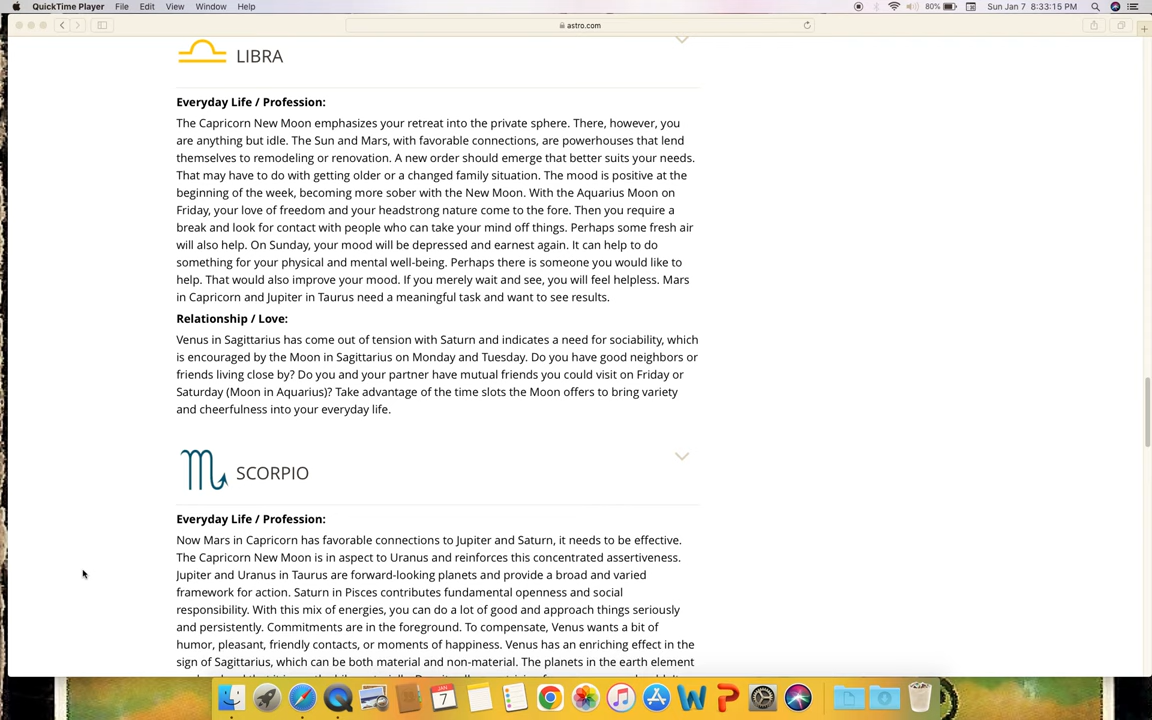 QuickTime Player File Edit View Window Help 80% Sun Jan 7 8:33:15 PM
astro.com
LIBRA
Everyday Life / Profession:
The Capricorn New Moon emphasizes your retreat into the private sphere. There, however, you
are anything but idle. The Sun and Mars, with favorable connections, are powerhouses that lend
themselves to remodeling or renovation. A new order should emerge that better suits your needs.
That may have to do with getting older or a changed family situation. The mood is positive at the
beginning of the week, becoming more sober with the New Moon. With the Aquarius Moon on
Friday, your love of freedom and your headstrong nature come to the fore. Then you require a
break and look for contact with people who can take your mind off things. Perhaps some fresh air
will also help. On Sunday, your mood will be depressed and earnest again. It can help to do
something for your physical and mental well-being. Perhaps there is someone you would like to
help. That would also improve your mood. If you merely wait and see, you will feel helpless. Mars
in Capricorn and Jupiter in Taurus need a meaningful task and want to see results.
Relationship / Love:
Venus in Sagittarius has come out of tension with Saturn and indicates a need for sociability, which
is encouraged by the Moon in Sagittarius on Monday and Tuesday. Do you have good neighbors or
friends living close by? Do you and your partner have mutual friends you could visit on Friday or
Saturday (Moon in Aquarius)? Take advantage of the time slots the Moon offers to bring variety
and cheerfulness into your everyday life.
SCORPIO
Everyday Life / Profession:
Now Mars in Capricorn has favorable connections to Jupiter and Saturn, it needs to be effective.
The Capricorn New Moon is in aspect to Uranus and reinforces this concentrated assertiveness.
Jupiter and Uranus in Taurus are forward-looking planets and provide a broad and varied
framework for action. Saturn in Pisces contributes fundamental openness and social
responsibility. With this mix of energies, you can do a lot of good and approach things seriously
and persistently. Commitments are in the foreground. To compensate, Venus wants a bit of
humor, pleasant, friendly contacts, or moments of happiness. Venus has an enriching effect in the
sign of Sagittarius, which can be both material and non-material. The planets in the earth element
JAN
7